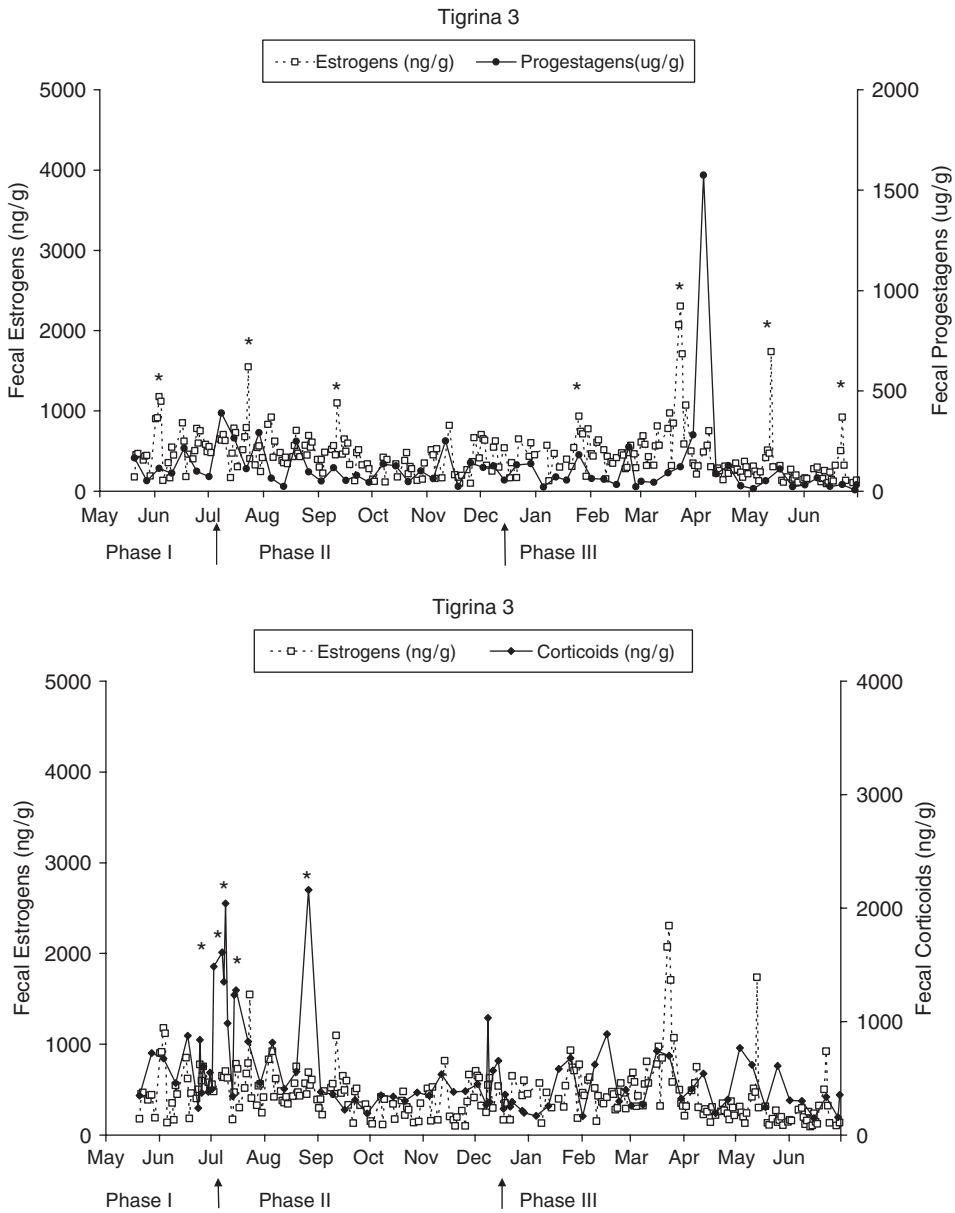 Tigrina 3
Estrogens (ng/g) Progestagens(ug/g)
5000 2000
4000
1500
3000
1000
2000
500
1000
0 0
Fecal Estrogens (ng/g)
Fecal Progestagens (ug/g)
* * * * * * *
May Jun Jul Aug Sep Oct Nov Dec Jan Feb Mar Apr May Jun
Phase I Phase II Phase III
Tigrina 3
Estrogens (ng/g) Corticoids (ng/g)
5000 4000
4000
3000
3000
2000
2000
1000
1000
0 0
Fecal Estrogens (ng/g)
Fecal Corticoids (ng/g)
* * * * *
May Jun Jul Aug Sep Oct Nov Dec Jan Feb Mar Apr May Jun
Phase I Phase II Phase III